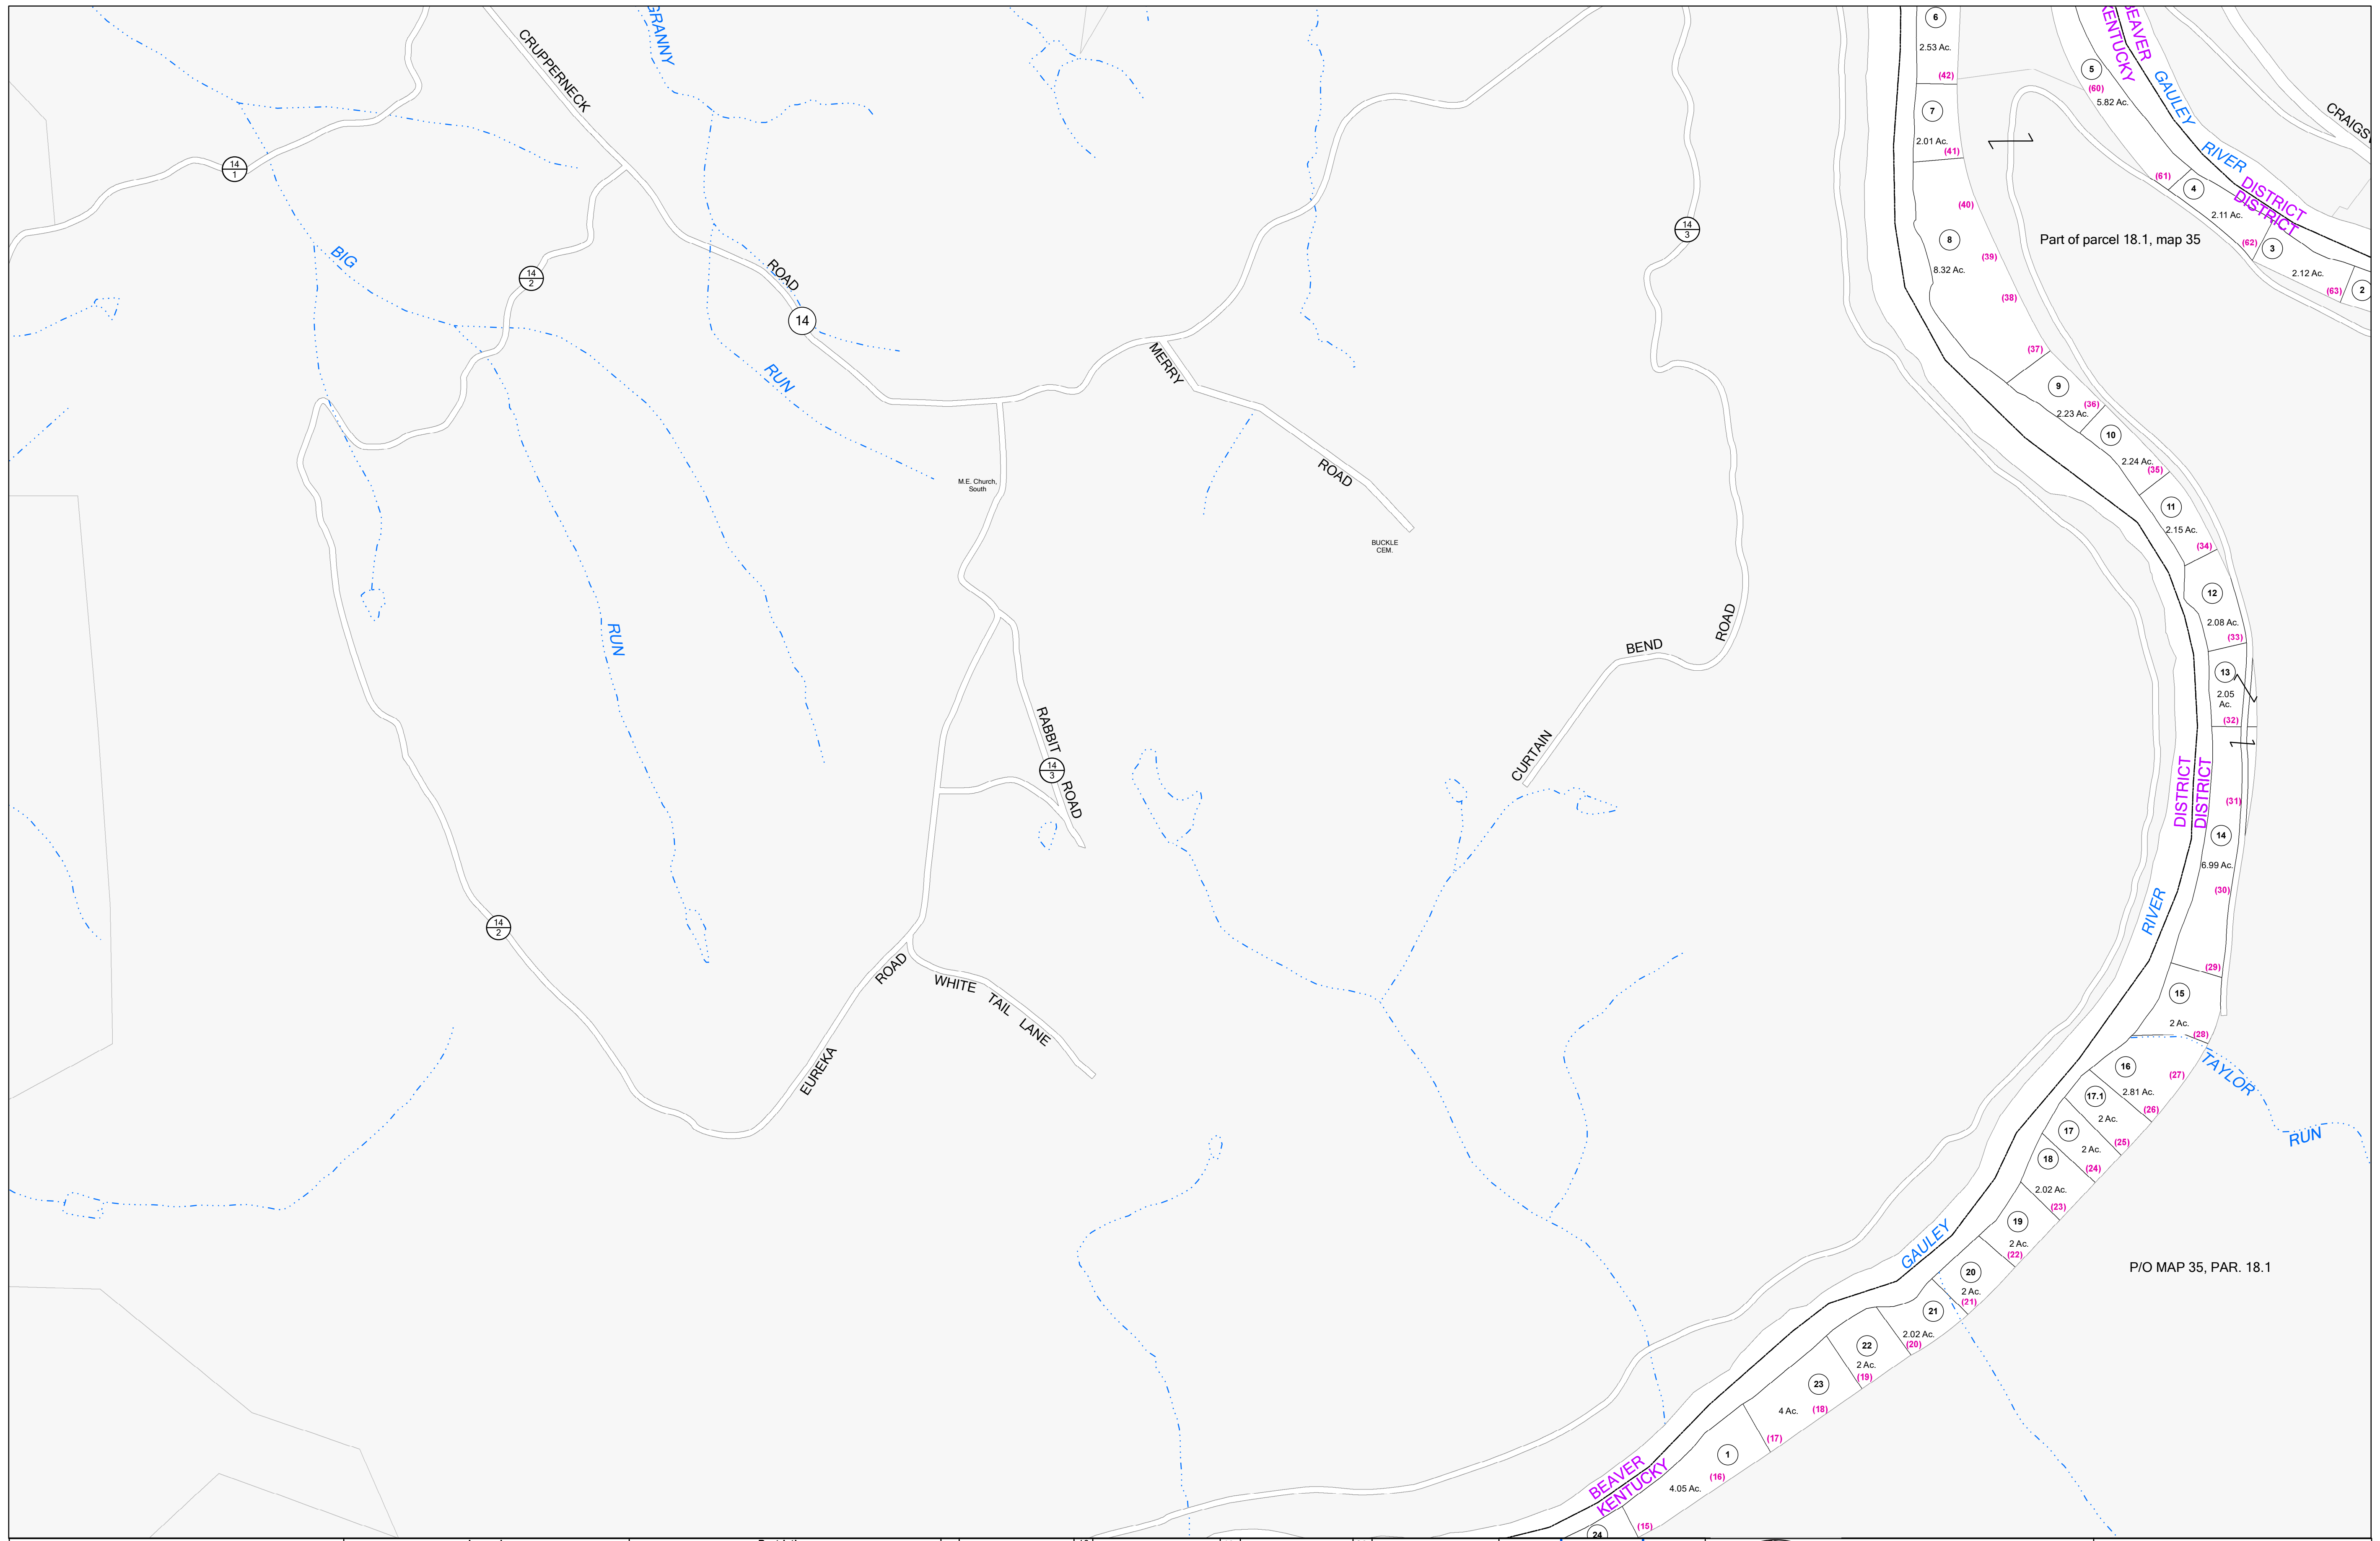 GRANNY
CRUPPERNECK
ROAD
14
1
14
2
14
BIG
RUN
RUN
14
3
MERRY
ROAD
M.E. Church,
South
BUCKLE
CEM.
RABBIT
14
3
ROAD
CURTAIN
BEND
ROAD
14
2
EUREKA
ROAD
WHITE TAIL LANE
KENTUCKY
BEAVER
GAULEY
RIVER
DISTRICT
DISTRICT
6
2.53 Ac.
(42)
7
2.01 Ac.
(41)
(40)
8
8.32 Ac.
(39)
(38)
(37)
5
(60)
5.82 Ac.
(61)
4
2.11 Ac.
(62)
3
2.12 Ac.
(63)
2
Part of parcel 18.1, map 35
9
(36)
2.23 Ac.
10
2.24 Ac.
(35)
11
2.15 Ac.
(34)
12
2.08 Ac.
(33)
13
2.05
Ac.
(32)
DISTRICT
DISTRICT
(31)
14
6.99 Ac.
(30)
RIVER
(29)
15
2 Ac.
(28)
TAYLOR
RUN
16
(27)
2.81 Ac.
(26)
17.1
2 Ac.
(25)
17
2 Ac.
(24)
18
2.02 Ac.
(23)
19
2 Ac.
(22)
GAULEY
20
2 Ac.
(21)
21
2.02 Ac.
(20)
22
2 Ac.
(19)
23
4 Ac.
(18)
(17)
1
(16)
4.05 Ac.
(15)
24
BEAVER
KENTUCKY
P/O MAP 35, PAR. 18.1